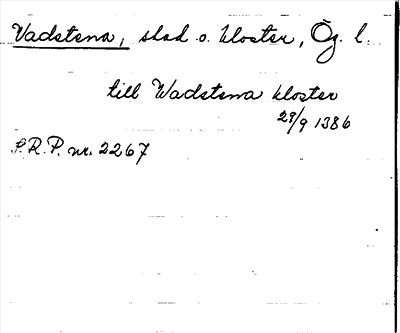 Vadstena, stad o. kloster, Ög. l.
till Wadstena kloster
29/9 1386
S.R.P. nr. 2267